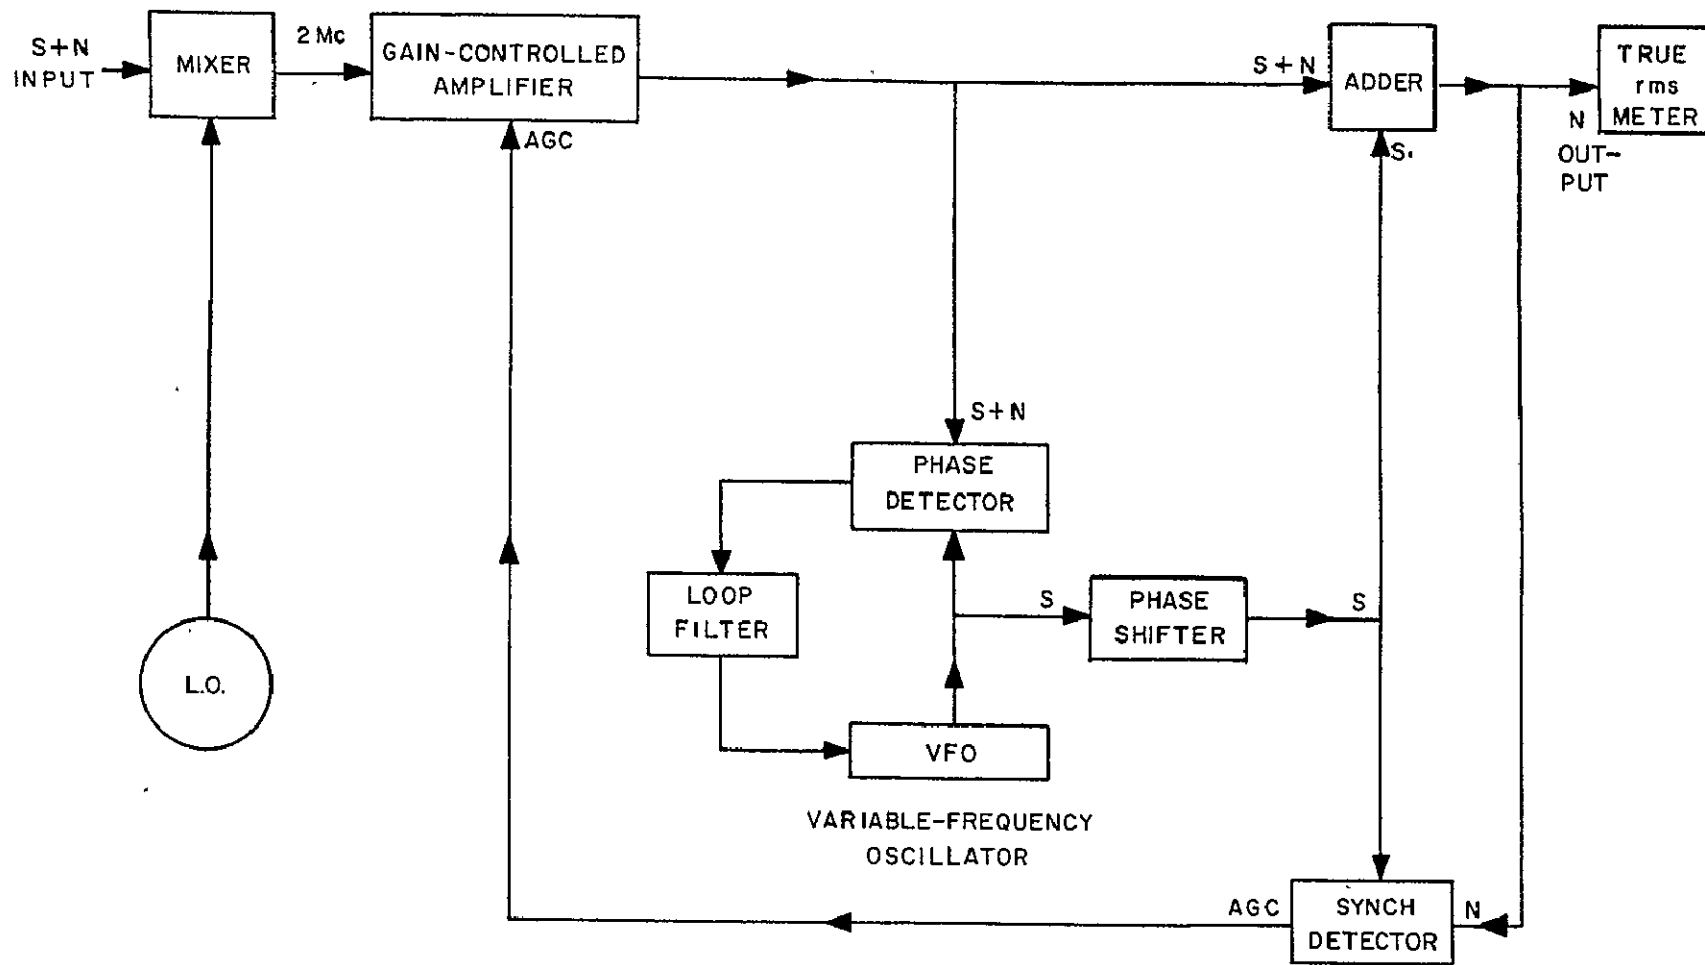 S+N
INPUT
MIXER
2 Mc
GAIN-CONTROLLED
AMPLIFIER
AGC
S+N
ADDER
S.
TRUE
rms
METER
N
OUT-
PUT
S+N
PHASE
DETECTOR
LOOP
FILTER
S
PHASE
SHIFTER
S
L.O.
VFO
VARIABLE-FREQUENCY
OSCILLATOR
AGC
SYNCH
DETECTOR
N